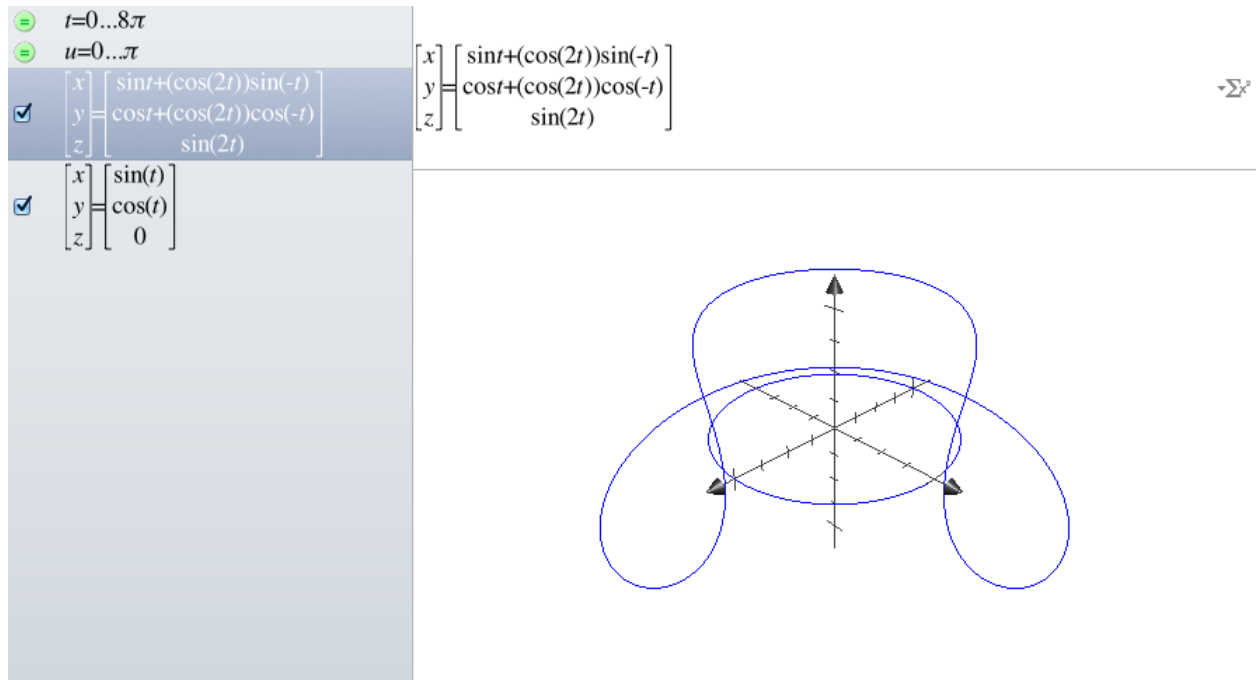 t=0...8π
u=0...π
[x y z]=[sint+(cos(2t))sin(-t) cost+(cos(2t))cos(-t) sin(2t)]
[x y z]=[sin(t) cos(t) 0]
[x y z]=[sint+(cos(2t))sin(-t) cost+(cos(2t))cos(-t) sin(2t)]
Σx²